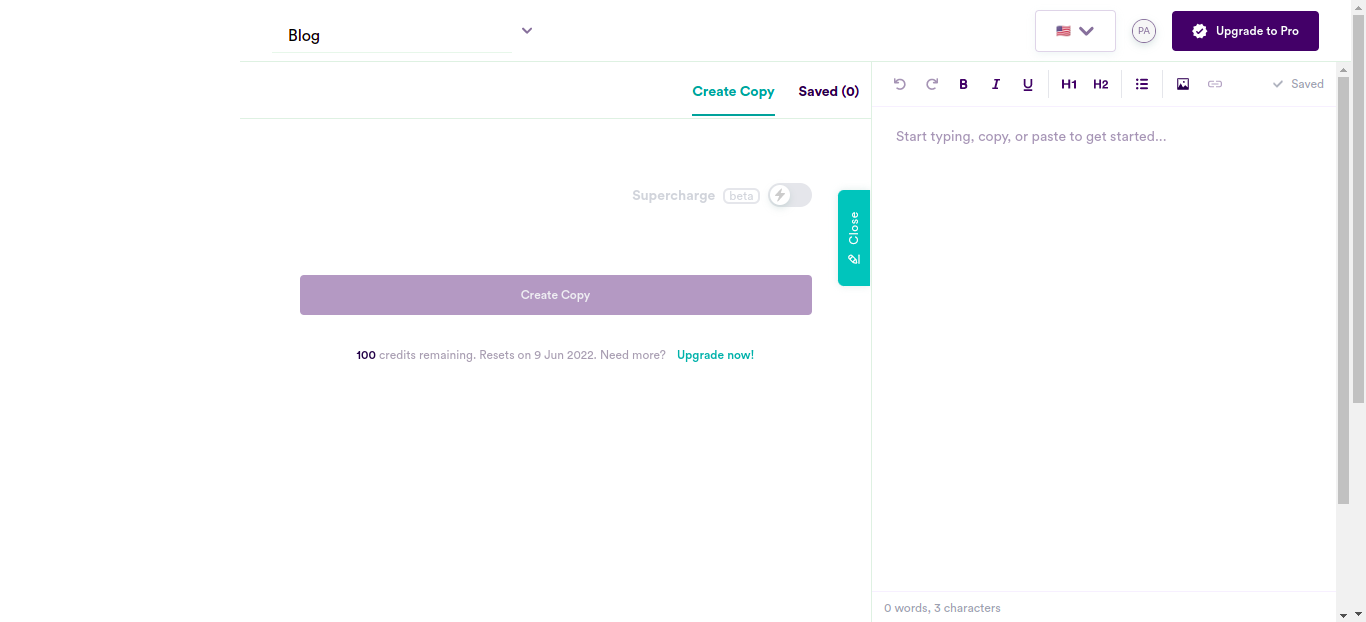 Blog
PA
Upgrade to Pro
Create Copy
Saved (0)
B I U H1 H2
Saved
Start typing, copy, or paste to get started...
Supercharge beta
Close
Create Copy
100 credits remaining. Resets on 9 Jun 2022. Need more? Upgrade now!
0 words, 3 characters